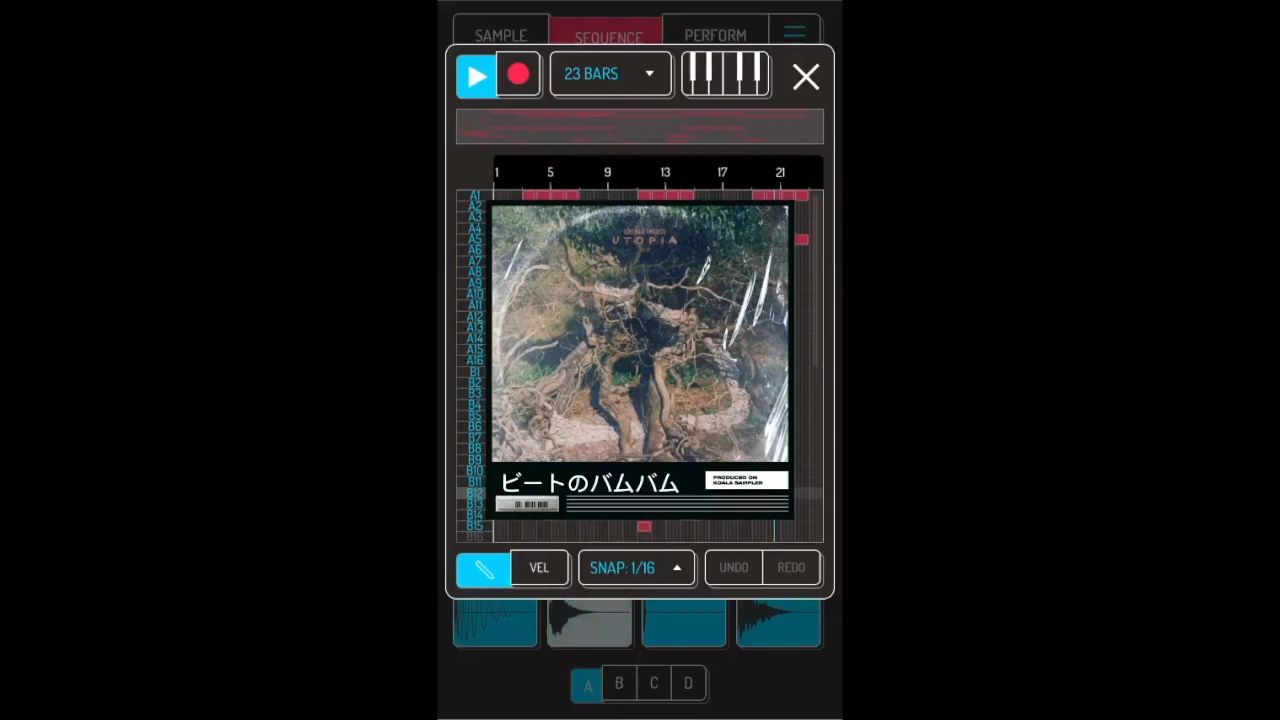 SAMPLE SEQUENCE PERFORM
23 BARS
1 5 9 13 17 21
A1
A2
A3
A4
A5
A6
A7
A8
A9
A10
A11
A12
A13
A14
A15
A16
B1
B2
B3
B4
B5
B6
B7
B8
B9
B10
B11
B12
B13
B14
B15
B16
UTOPIA
ビートのバムバム
PRODUCED ON
KOALA SAMPLER
VEL SNAP: 1/16 UNDO REDO
A B C D